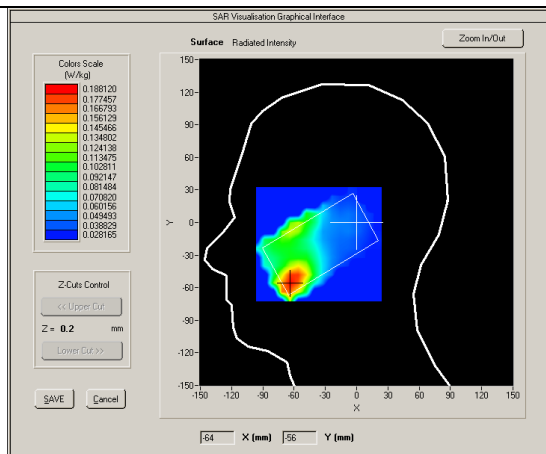 SAR Visualisation Graphical Interface
Surface Radiated Intensity
Zoom In/Out
Colors Scale
(W/kg)
0.188120
0.177457
0.166793
0.156129
0.145466
0.134802
0.124138
0.113475
0.102811
0.092147
0.081484
0.070820
0.060156
0.049493
0.038829
0.028165
Z-Cuts Control
<< Upper Cut
Z = 0.2 mm
Lower Cut >>
SAVE Cancel
150
120
90
60
30
0
-30
-60
-90
-120
-150
Y
-150 -120 -90 -60 -30 0 30 60 90 120 150
X
-64 X (mm) -56 Y (mm)